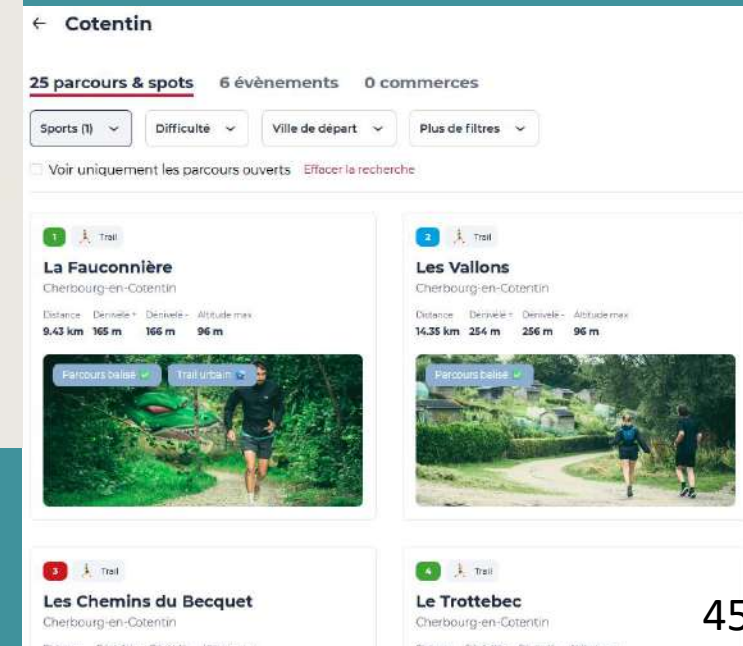 ← Cotentin
25 parcours & spots 6 évènements 0 commerces
Sports (1) Difficulté Ville de départ Plus de filtres
Voir uniquement les parcours ouverts Effacer la recherche
1 Trail
La Fauconnière
Cherbourg-en-Cotentin
Distance Dénivelé + Dénivelé - Altitude max
9.43 km 165 m 166 m 96 m
Parcours balisé Trail urbain
2 Trail
Les Vallons
Cherbourg-en-Cotentin
Distance Dénivelé + Dénivelé - Altitude max
14.35 km 254 m 256 m 96 m
Parcours balisé
3 Trail
Les Chemins du Becquet
Cherbourg-en-Cotentin
4 Trail
Le Trottebec
Cherbourg-en-Cotentin
45